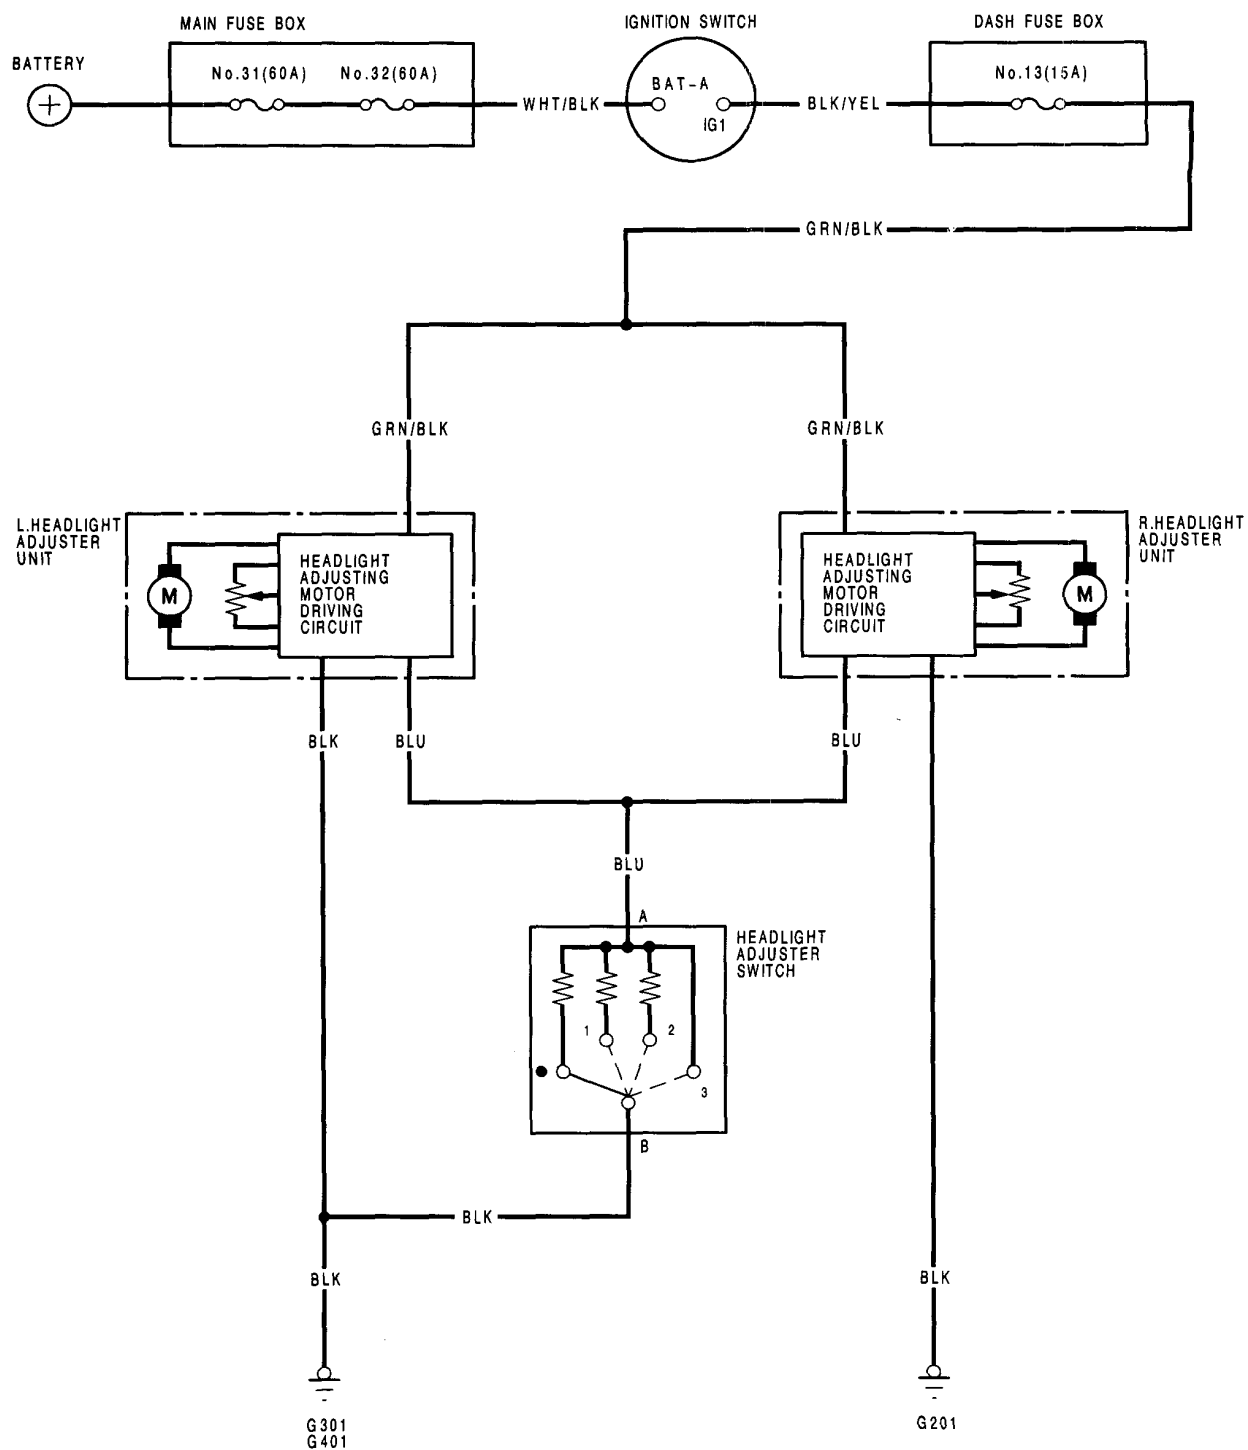 MAIN FUSE BOX
IGNITION SWITCH
DASH FUSE BOX
BATTERY
No.31(60A)
No.32(60A)
BAT-A
IG1
No.13(15A)
WHT/BLK
BLK/YEL
GRN/BLK
GRN/BLK
GRN/BLK
L.HEADLIGHT
ADJUSTER
UNIT
M
HEADLIGHT
ADJUSTING
MOTOR
DRIVING
CIRCUIT
HEADLIGHT
ADJUSTING
MOTOR
DRIVING
CIRCUIT
M
R.HEADLIGHT
ADJUSTER
UNIT
BLK
BLU
BLU
BLU
A
HEADLIGHT
ADJUSTER
SWITCH
1
2
3
B
BLK
BLK
BLK
G301
G401
G201